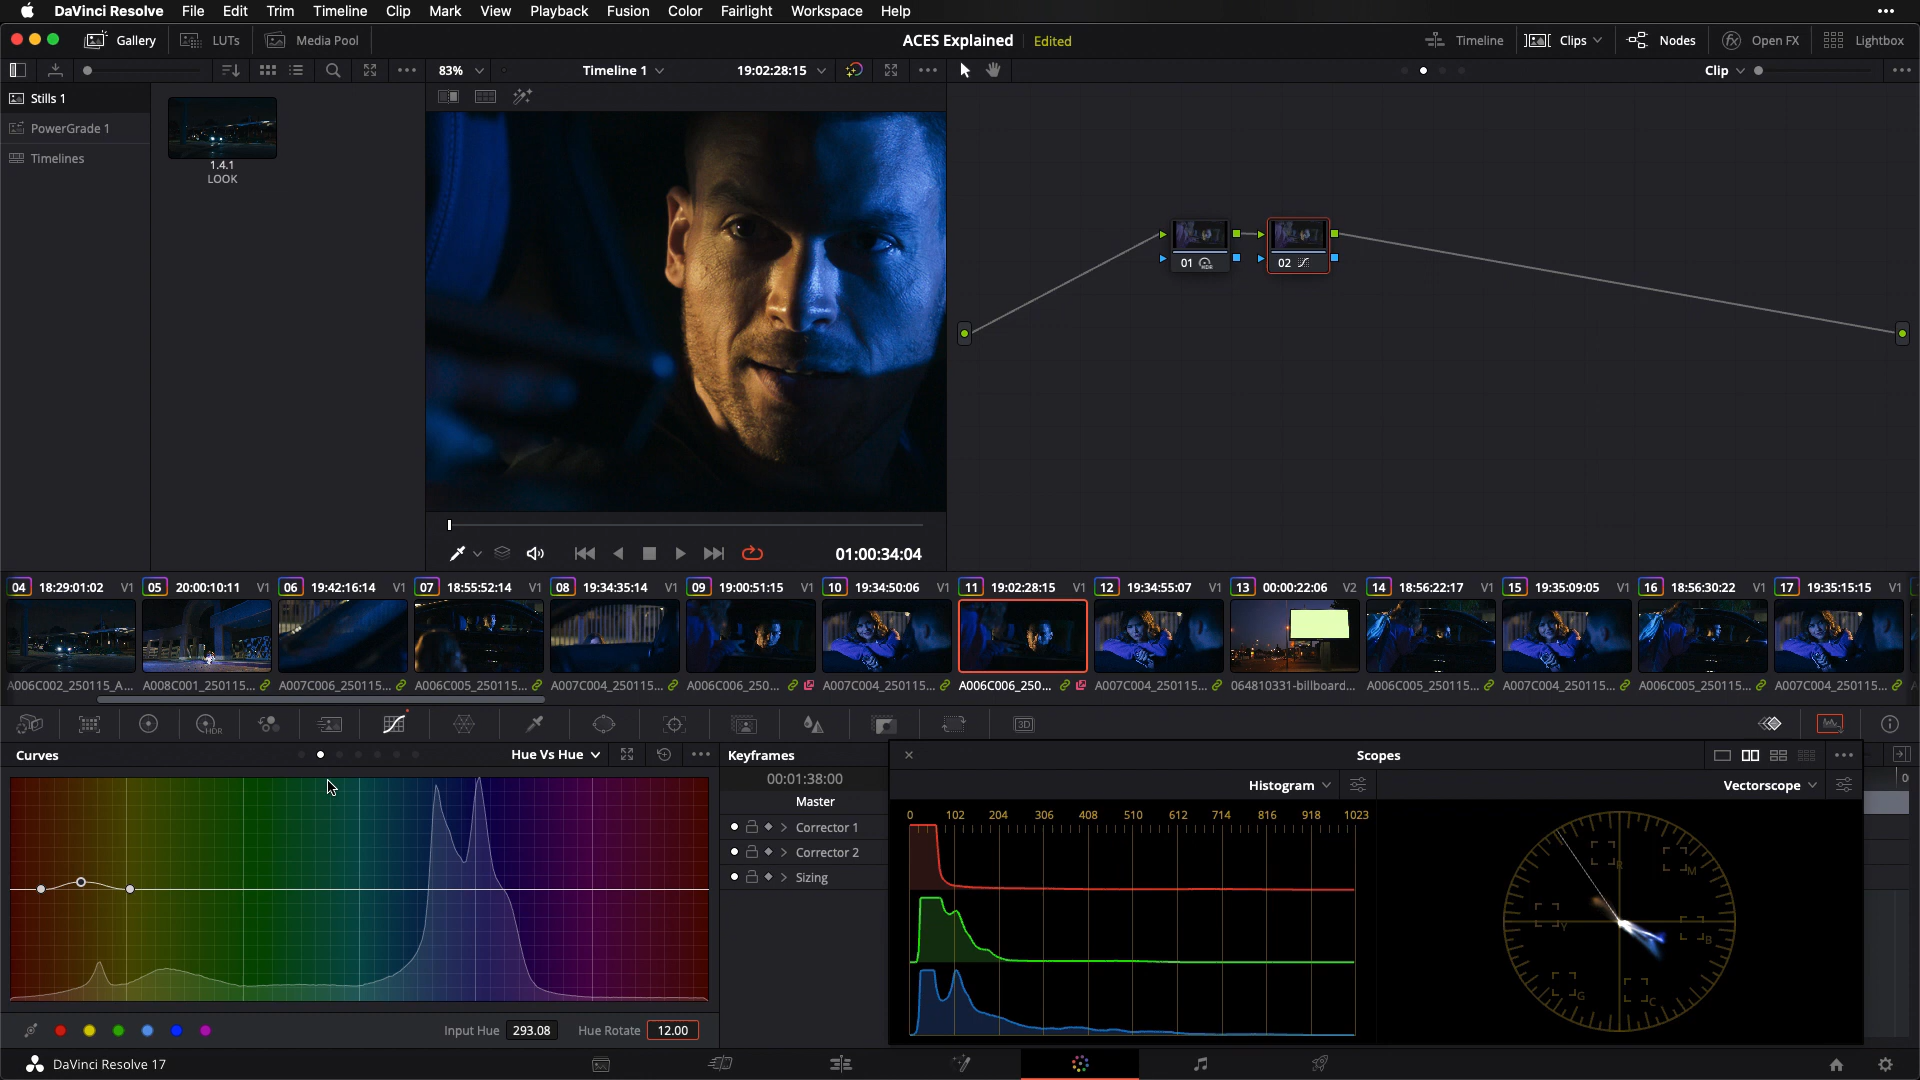 DaVinci Resolve File Edit Trim Timeline Clip Mark View Playback Fusion Color Fairlight Workspace Help
Gallery LUTs Media Pool ACES Explained Edited Timeline Clips Nodes Open FX Lightbox
83% Timeline 1 19:02:28:15 Clip
Stills 1
PowerGrade 1
Timelines
1.4.1
LOOK
01 HDR 02
01:00:34:04
04 18:29:01:02 V1 05 20:00:10:11 V1 06 19:42:16:14 V1 07 18:55:52:14 V1 08 19:34:35:14 V1 09 19:00:51:15 V1 10 19:34:50:06 V1 11 19:02:28:15 V1 12 19:34:55:07 V1 13 00:00:22:06 V2 14 18:56:22:17 V1 15 19:35:09:05 V1 16 18:56:30:22 V1 17 19:35:15:15 V1
A006C002_250115_A... A008C001_250115... A007C006_250115... A006C005_250115... A007C004_250115... A006C006_250... A007C004_250115... A006C006_250... A007C004_250115... 064810331-billboard... A006C005_250115... A007C004_250115... A006C005_250115... A007C004_250115...
HDR 3D
Curves Hue Vs Hue Keyframes Scopes
00:01:38:00
Master
Corrector 1
Corrector 2
Sizing
Histogram Vectorscope
0 102 204 306 408 510 612 714 816 918 1023
R M
Y B
G C
Input Hue 293.08 Hue Rotate 12.00
DaVinci Resolve 17